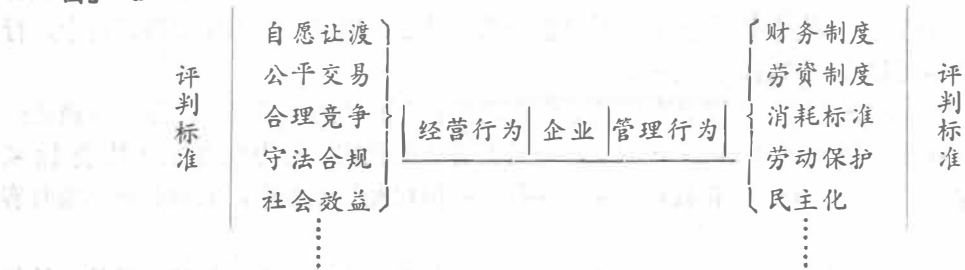 评判标准
自愿让渡
公平交易
合理竞争
守法合规
社会效益
经营行为 企业 管理行为
财务制度
劳资制度
消耗标准
劳动保护
民主化
评判标准